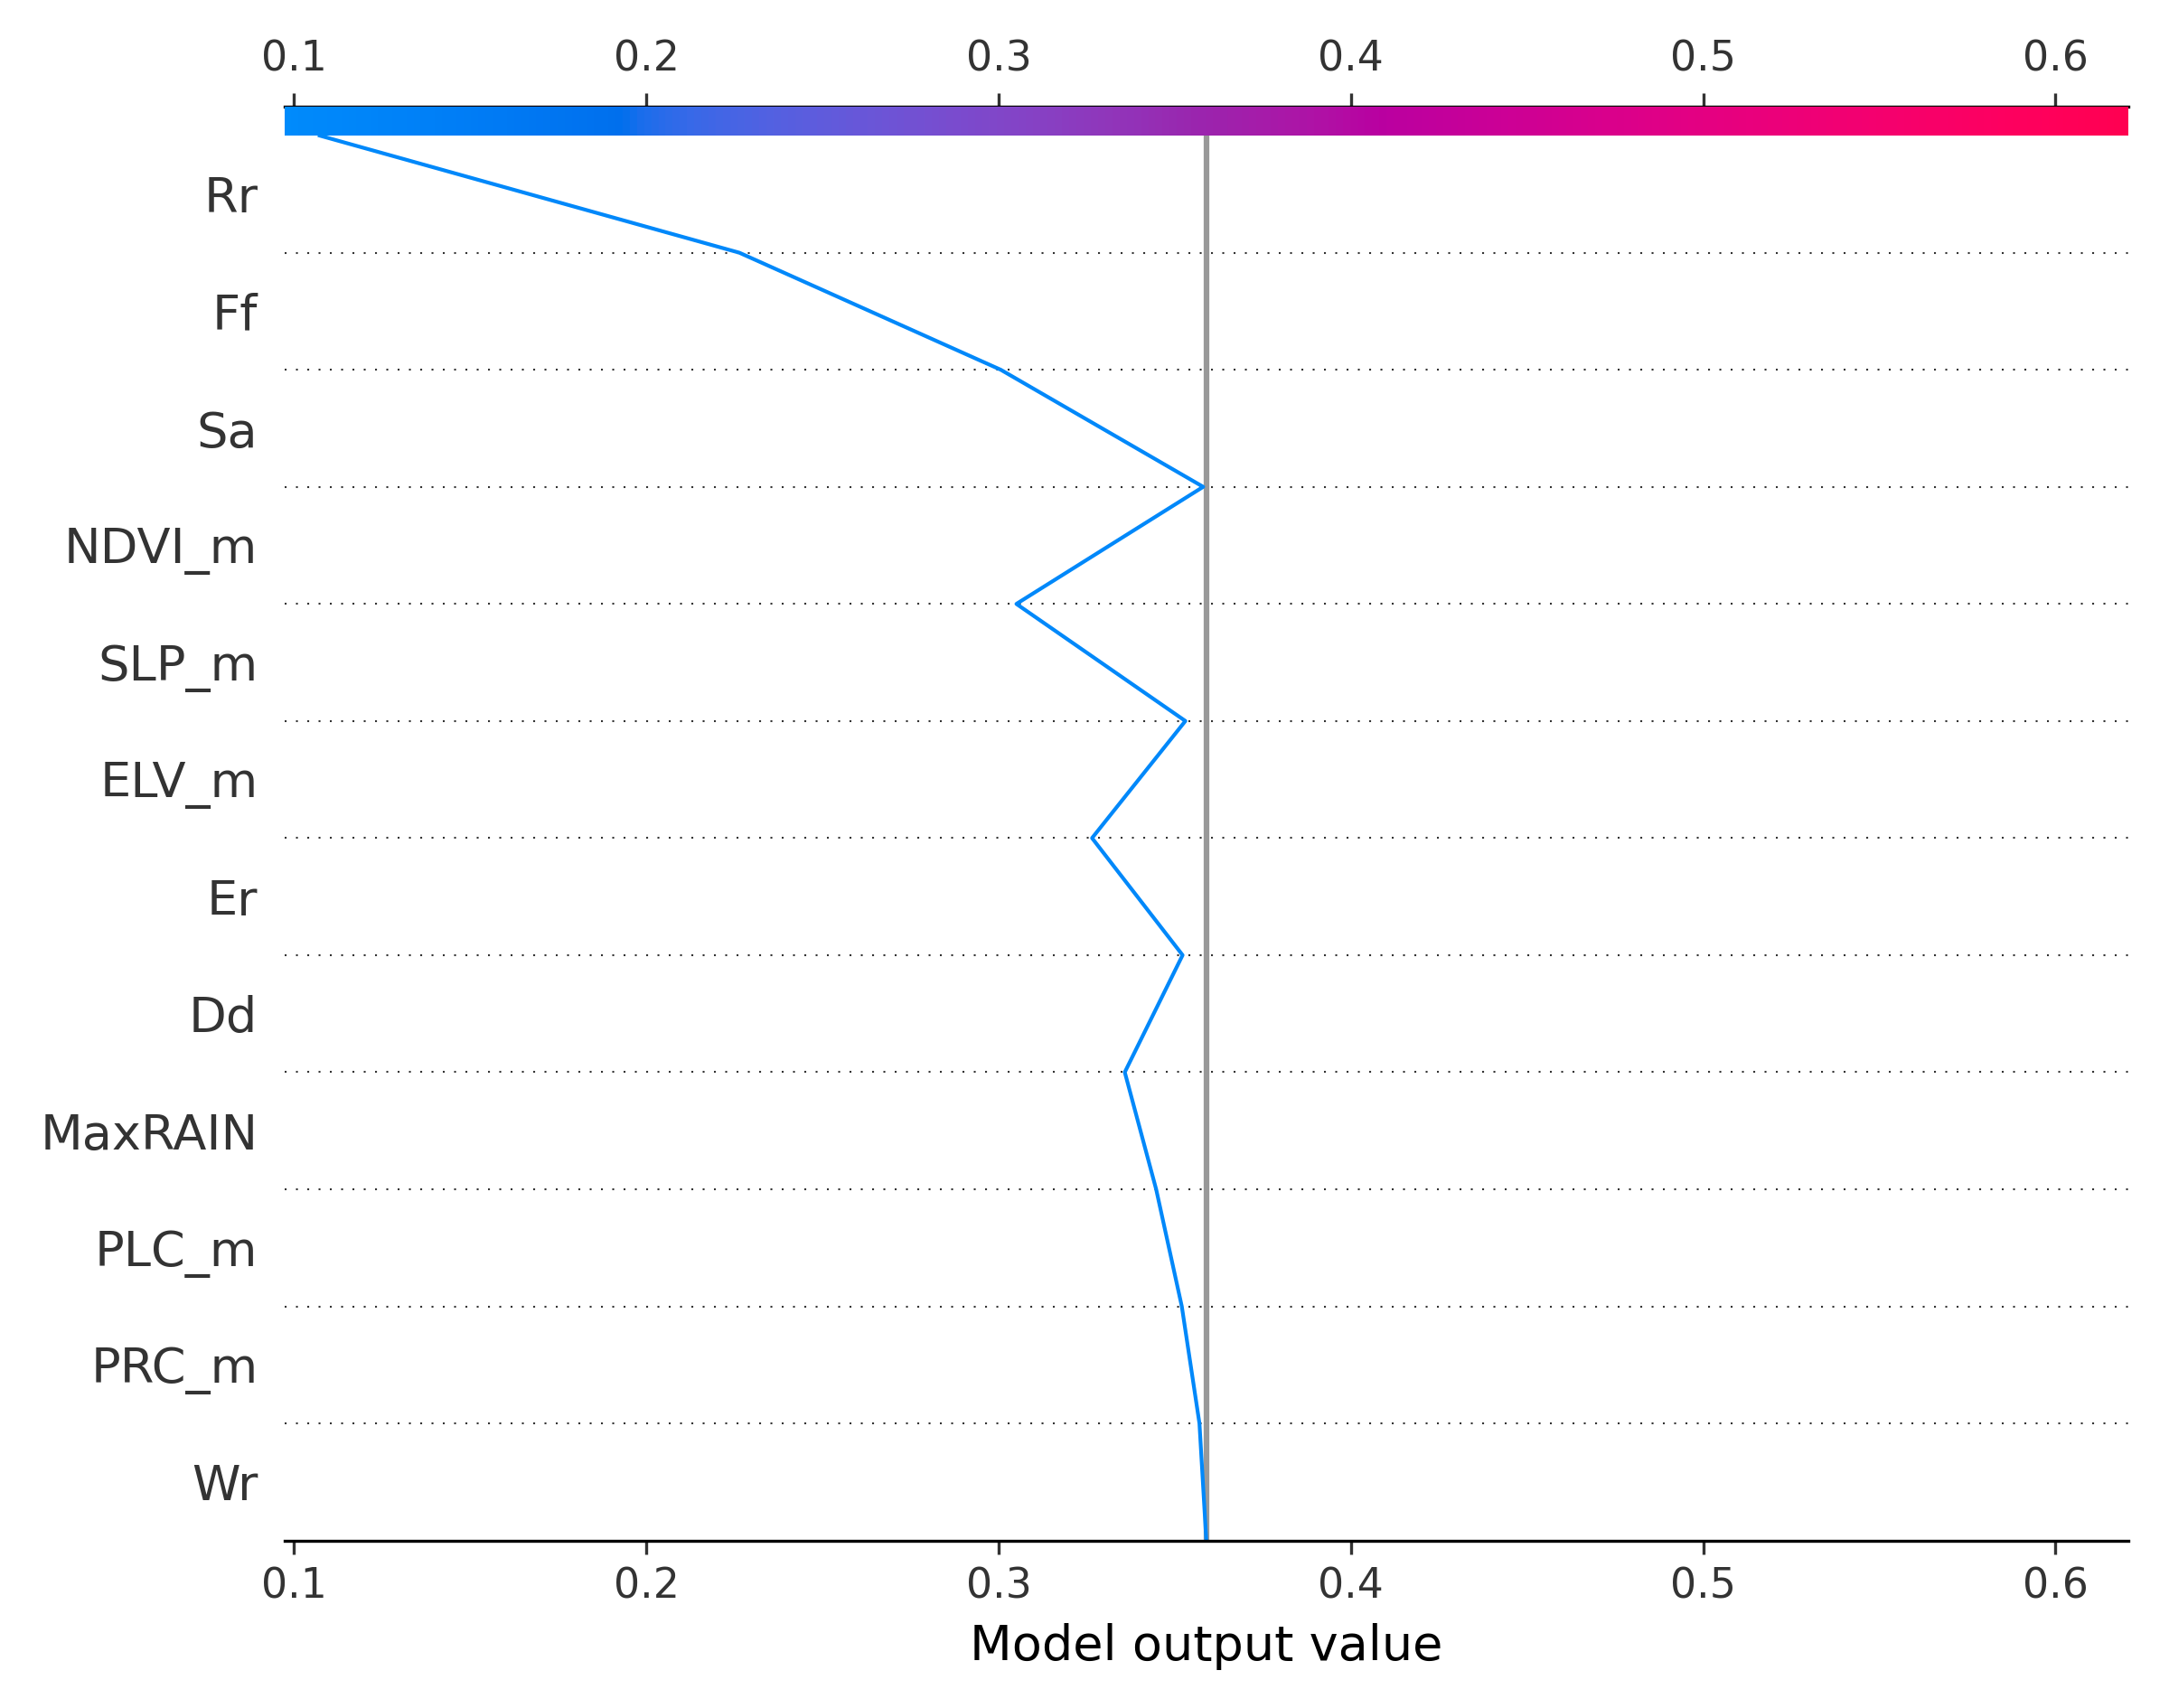 0.1 0.2 0.3 0.4 0.5 0.6
Rr
Ff
Sa
NDVI_m
SLP_m
ELV_m
Er
Dd
MaxRAIN
PLC_m
PRC_m
Wr
0.1 0.2 0.3 0.4 0.5 0.6
Model output value